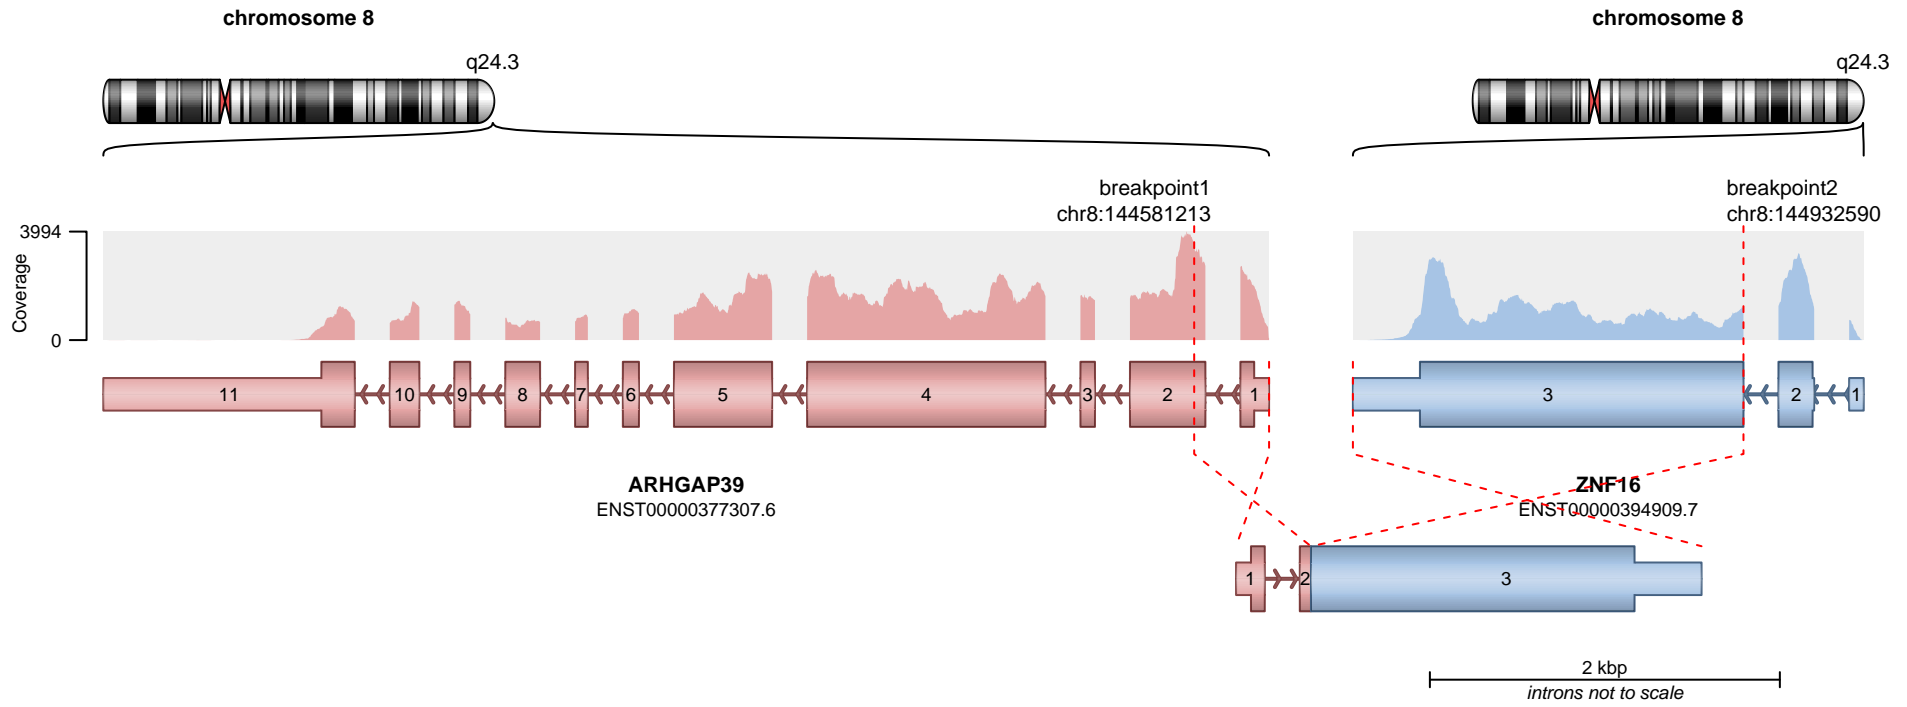 chromosome 8
chromosome 8
q24.3
q24.3
breakpoint1
chr8:144581213
breakpoint2
chr8:144932590
3994
Coverage
0
11 10 9 8 7 6 5 4 3 2 1
3 2 1
ARHGAP39
ENST00000377307.6
ZNF16
ENST00000394909.7
1 2 3
2 kbp
introns not to scale